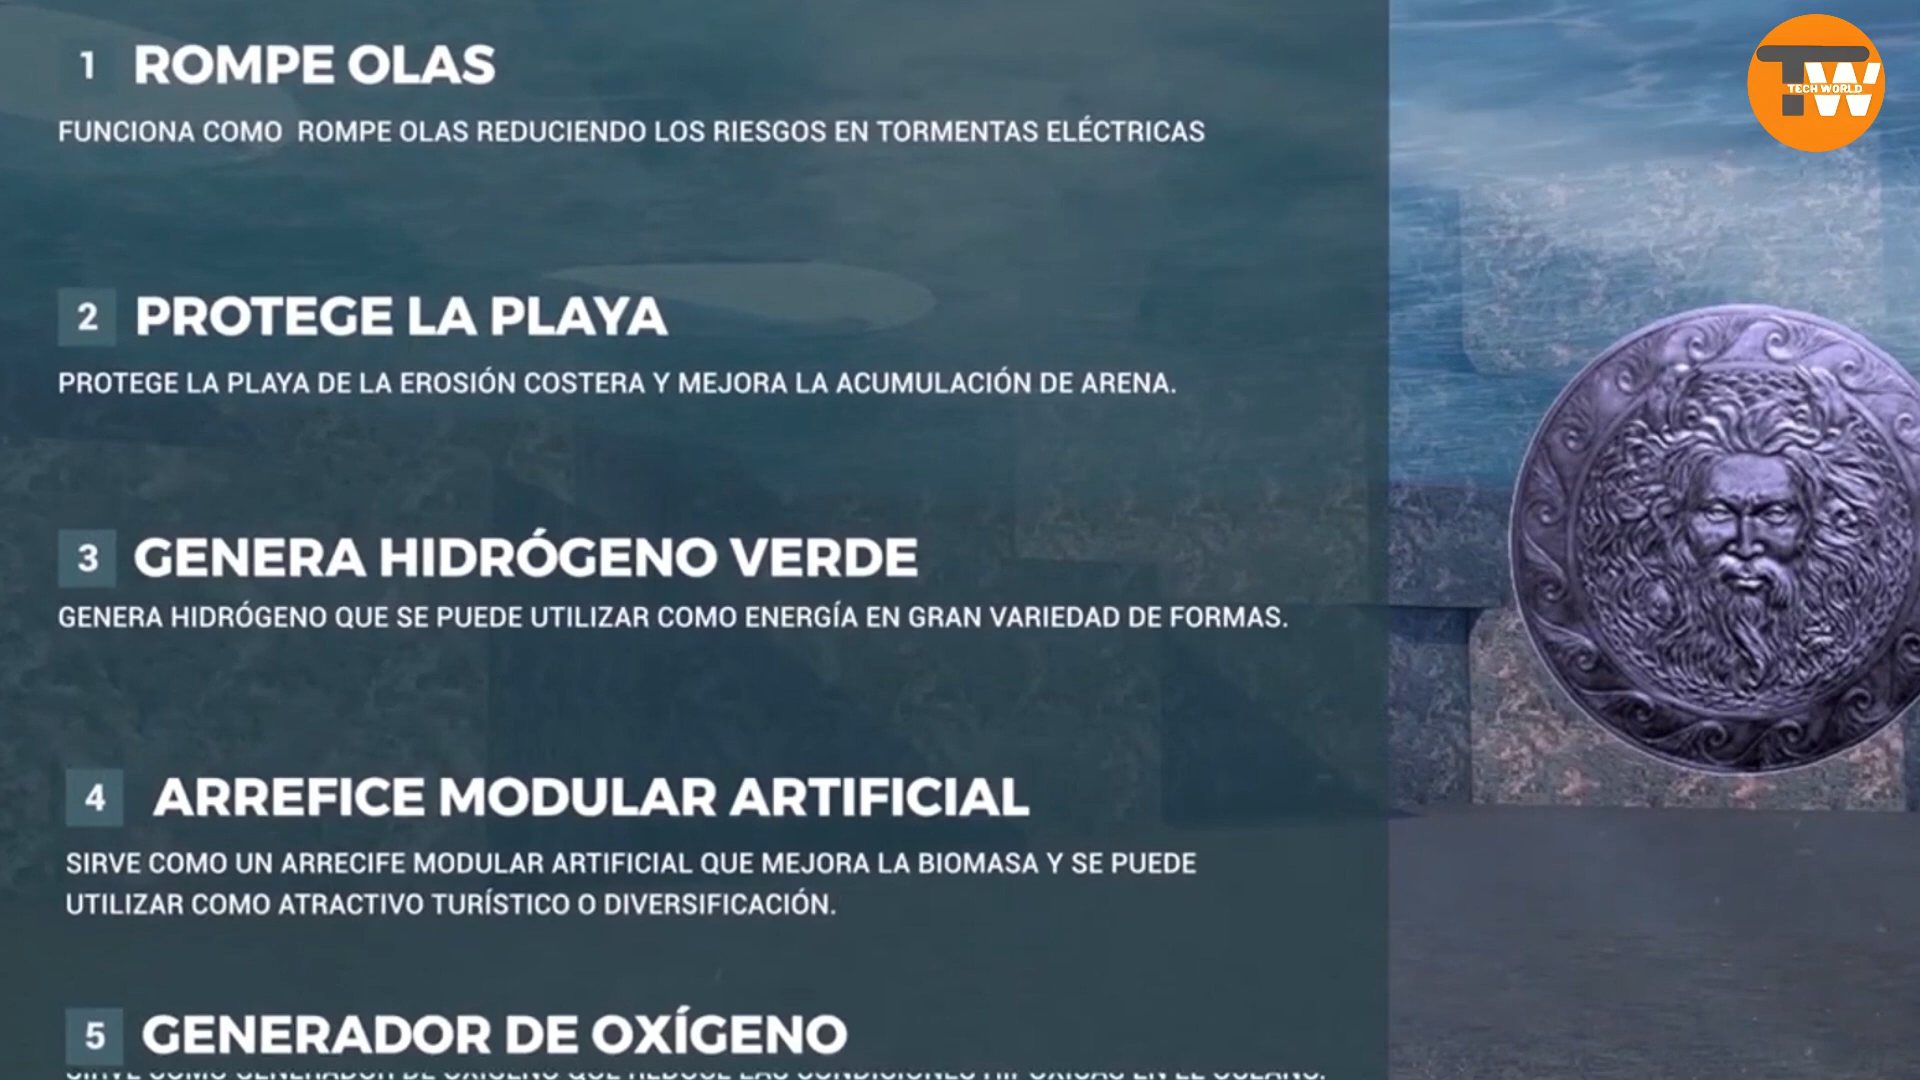 1 ROMPE OLAS
FUNCIONA COMO ROMPE OLAS REDUCIENDO LOS RIESGOS EN TORMENTAS ELÉCTRICAS
2 PROTEGE LA PLAYA
PROTEGE LA PLAYA DE LA EROSIÓN COSTERA Y MEJORA LA ACUMULACIÓN DE ARENA.
3 GENERA HIDRÓGENO VERDE
GENERA HIDRÓGENO QUE SE PUEDE UTILIZAR COMO ENERGÍA EN GRAN VARIEDAD DE FORMAS.
4 ARREFICE MODULAR ARTIFICIAL
SIRVE COMO UN ARRECIFE MODULAR ARTIFICIAL QUE MEJORA LA BIOMASA Y SE PUEDE
UTILIZAR COMO ATRACTIVO TURÍSTICO O DIVERSIFICACIÓN.
5 GENERADOR DE OXÍGENO
TW
TECH WORLD